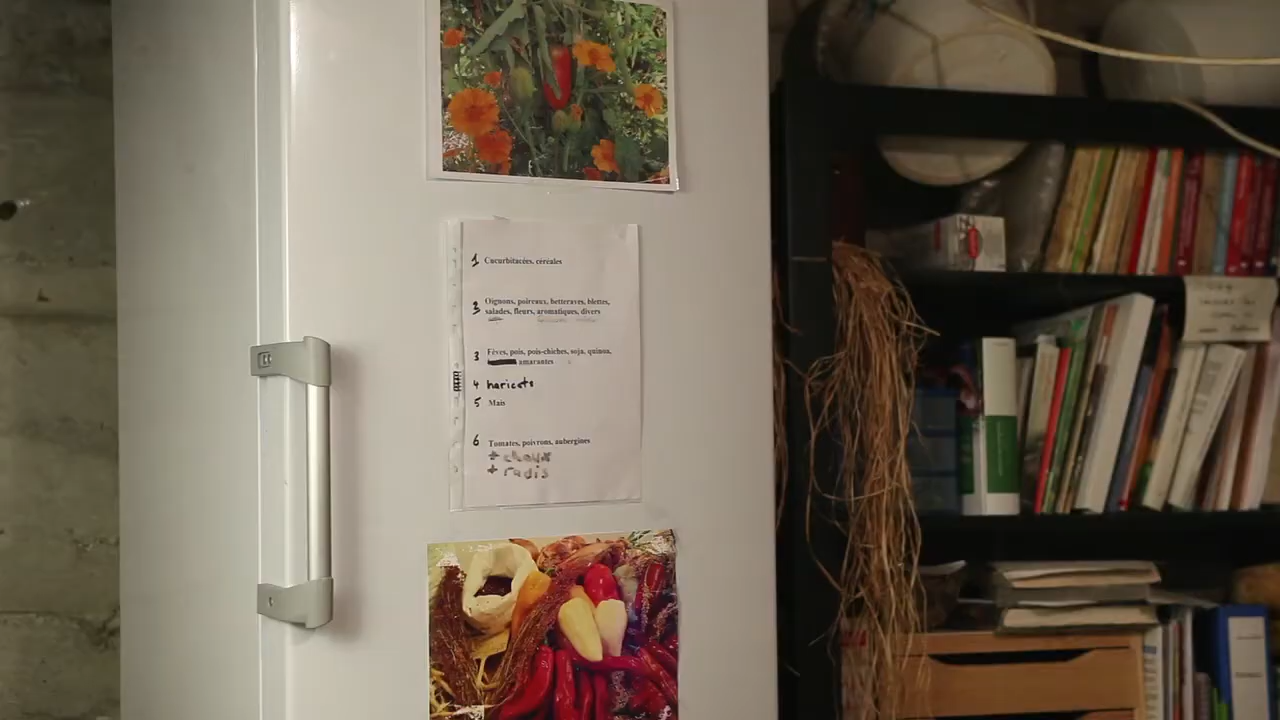 1 Cucurbitacées, céréales
3 Oignons, poireaux, betteraves, blettes,
salades, fleurs, aromatiques, divers
3 Fèves, pois, pois-chiches, soja, quinoa,
amarantes
4 haricots
5 Maïs
6 Tomates, poivrons, aubergines
+ choux
+ radis